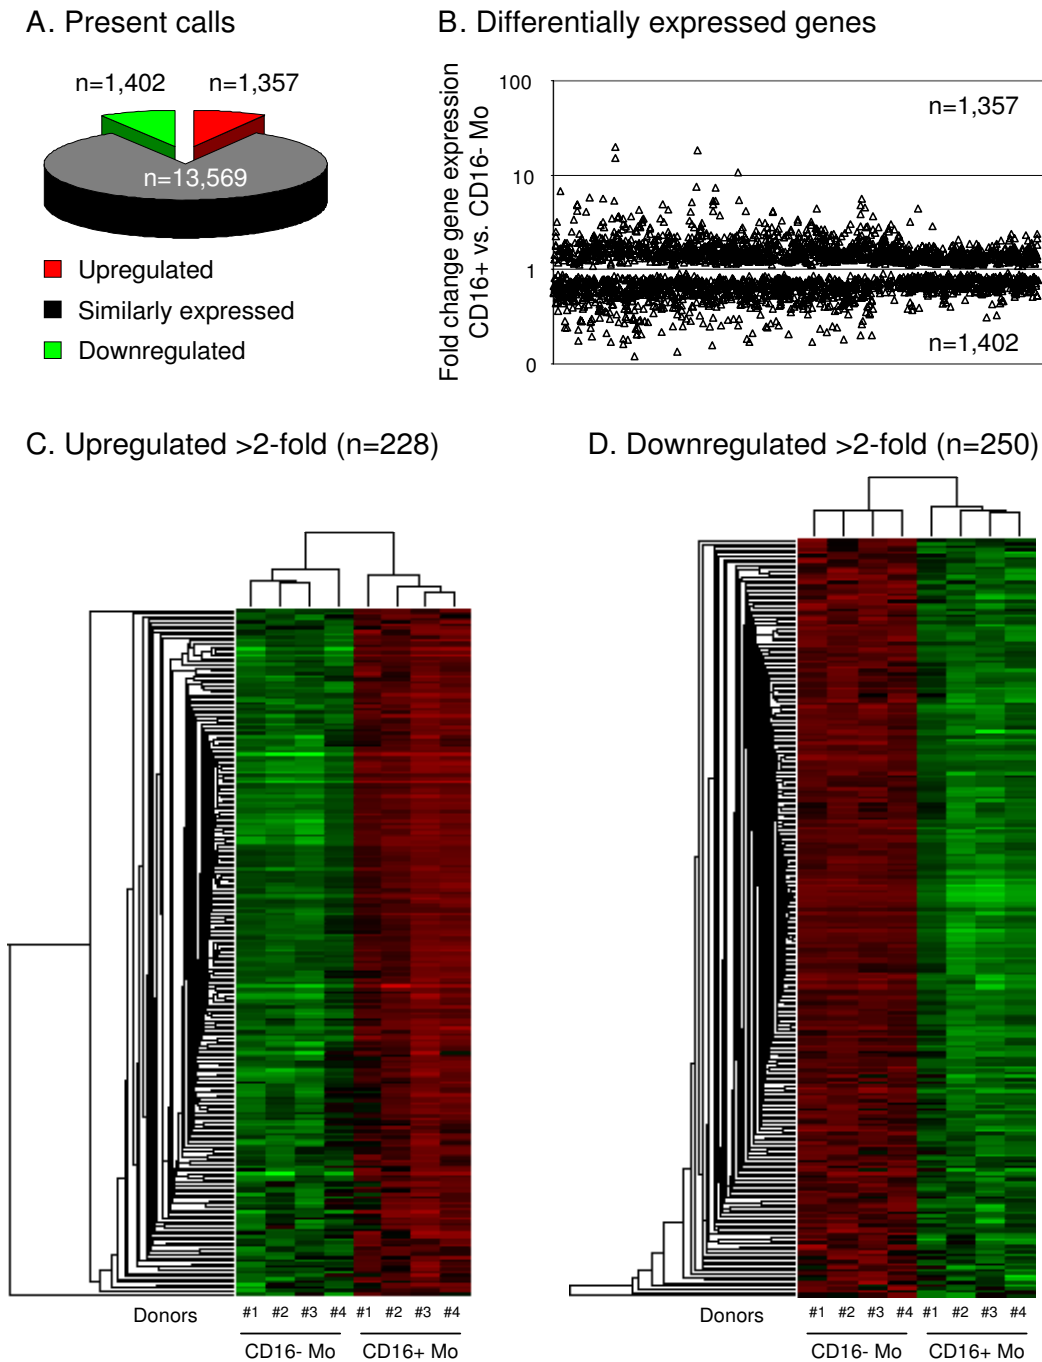 A. Present calls
n=1,402
n=1,357
n=13,569
Upregulated
Similarly expressed
Downregulated
B. Differentially expressed genes
Fold change gene expression
CD16+ vs. CD16- Mo
100
10
1
0
n=1,357
n=1,402
C. Upregulated >2-fold (n=228)
Donors
#1 #2 #3 #4 #1 #2 #3 #4
CD16- Mo CD16+ Mo
D. Downregulated >2-fold (n=250)
Donors
#1 #2 #3 #4 #1 #2 #3 #4
CD16- Mo CD16+ Mo